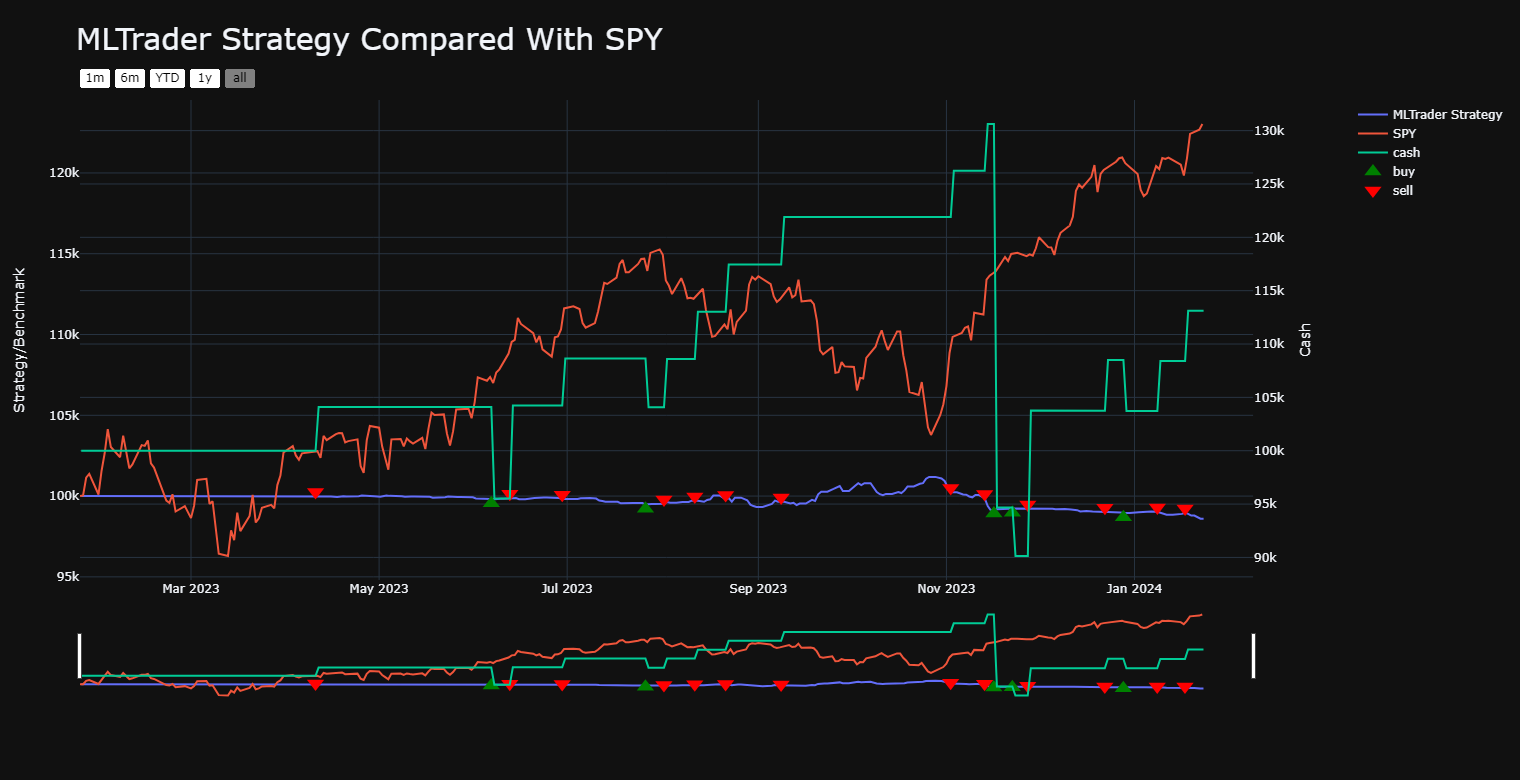 MLTrader Strategy Compared With SPY
1m 6m YTD 1y all
MLTrader Strategy
SPY
cash
buy
sell
Strategy/Benchmark
120k
115k
110k
105k
100k
95k
Cash
130k
125k
120k
115k
110k
105k
100k
95k
90k
Mar 2023 May 2023 Jul 2023 Sep 2023 Nov 2023 Jan 2024